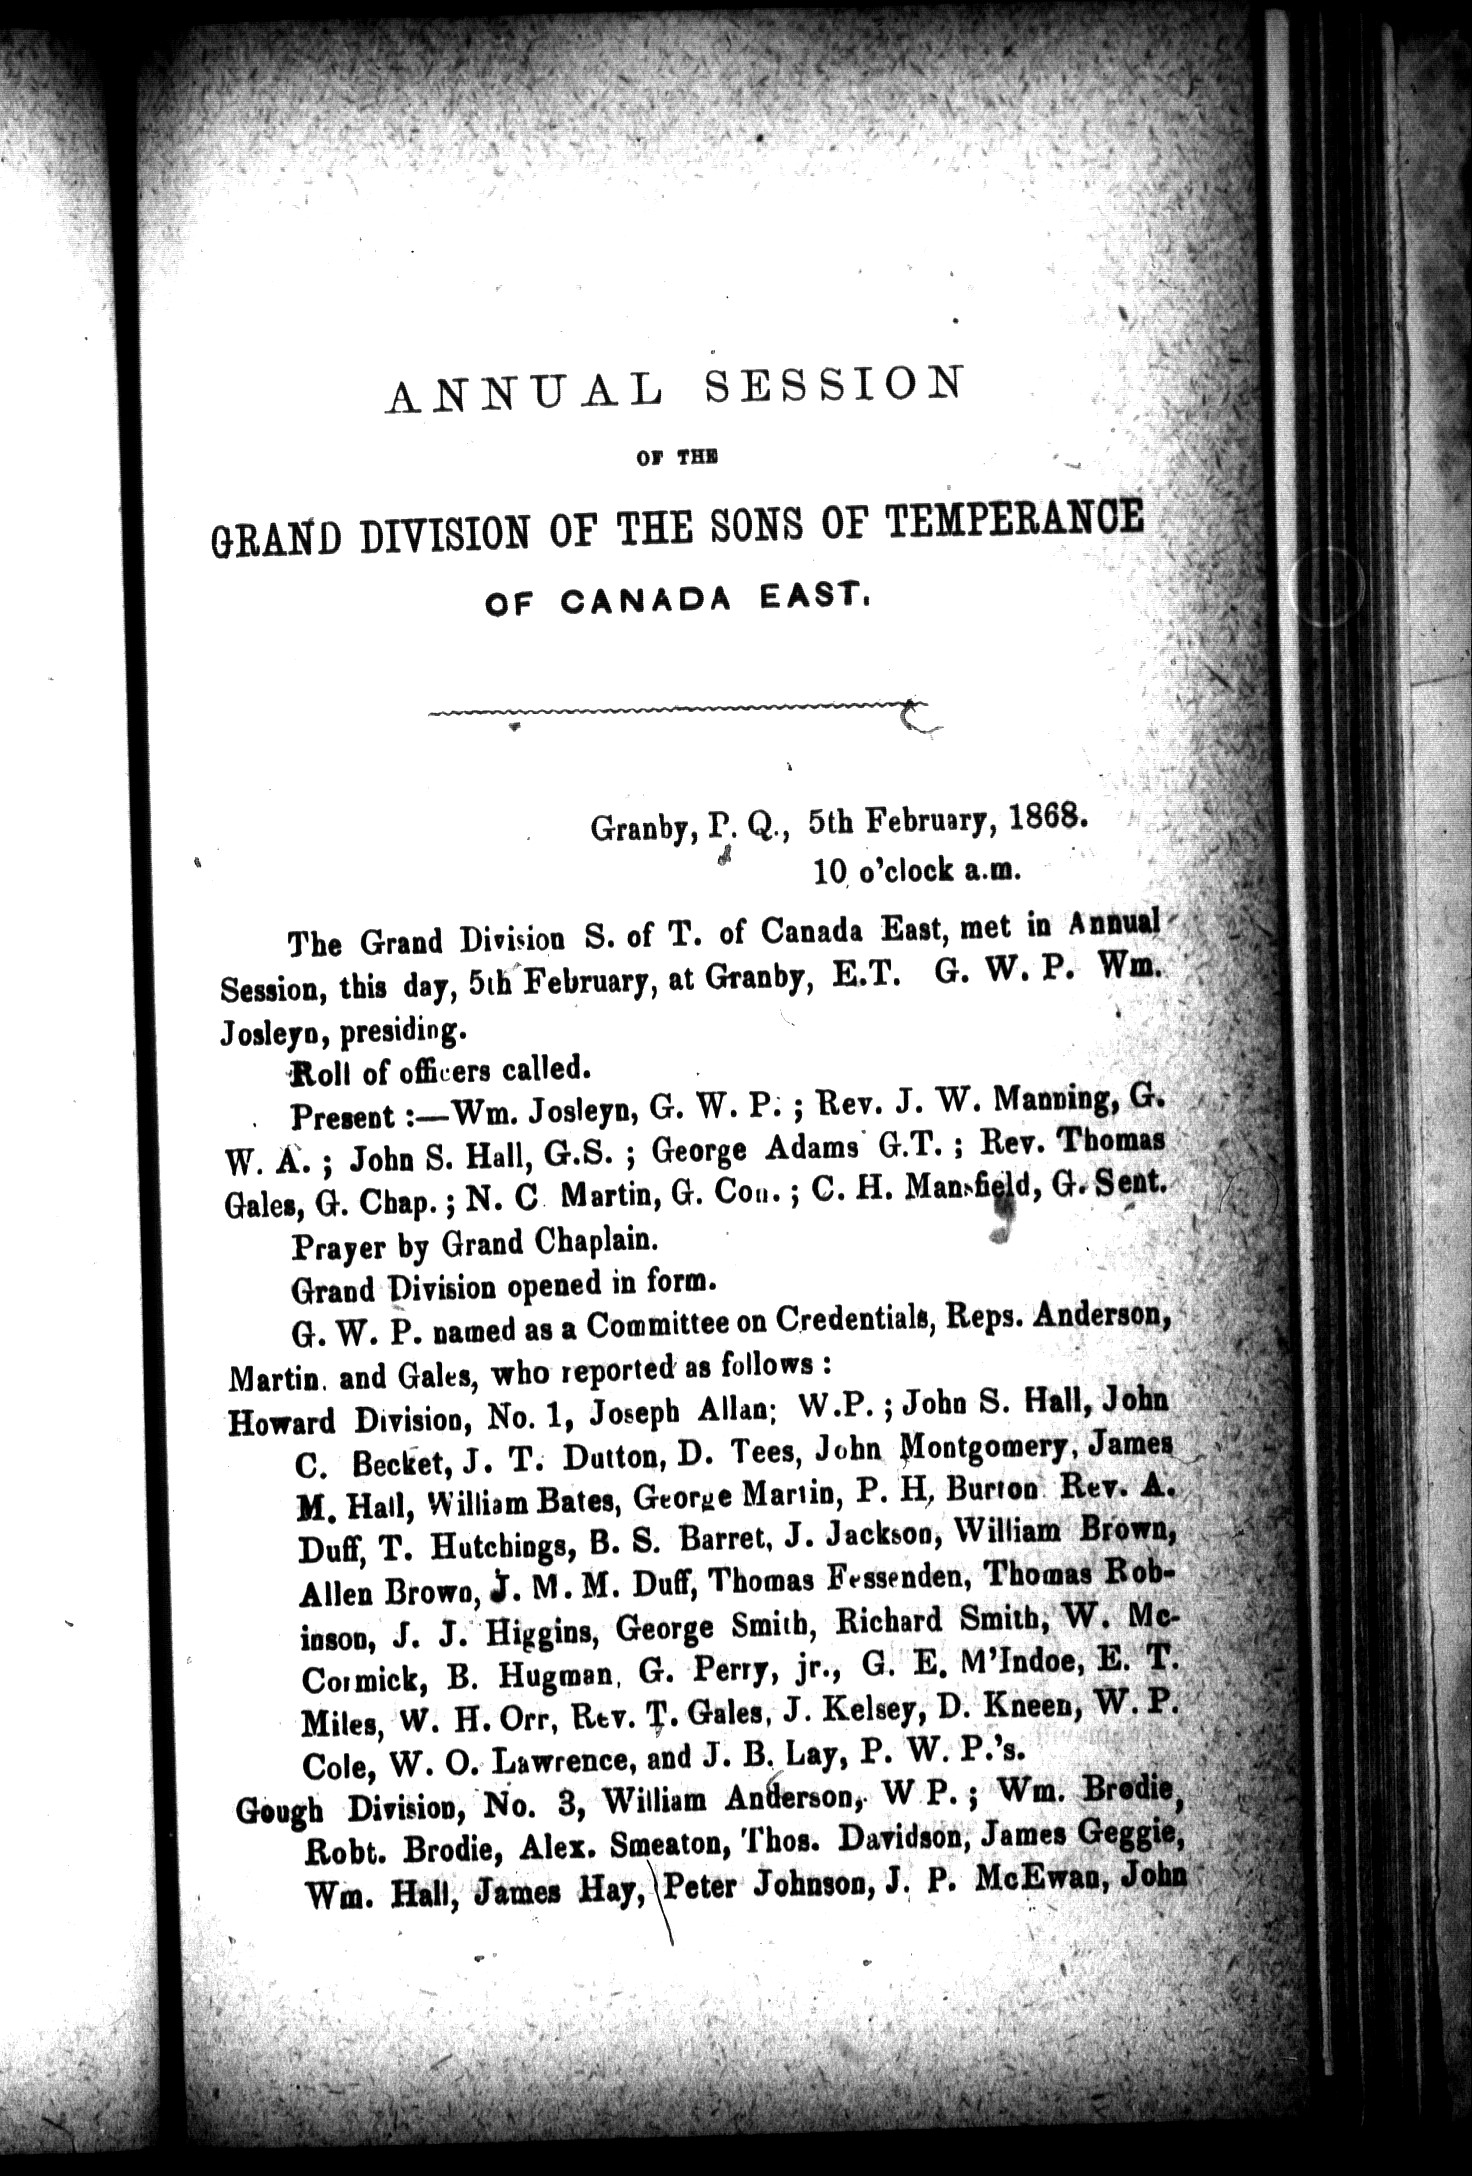 ANNUAL SESSION
OF THE
GRAND DIVISION OF THE SONS OF TEMPERANCE
OF CANADA EAST.
Granby, P. Q., 5th February, 1868.
10 o'clock a.m.
The Grand Division S. of T. of Canada East, met in Annual
Session, this day, 5th February, at Granby, E.T. G. W. P. Wm.
Josleyn, presiding.
Roll of officers called.
Present :—Wm. Josleyn, G. W. P. ; Rev. J. W. Manning, G.
W. A. ; John S. Hall, G.S. ; George Adams G.T. ; Rev. Thomas
Gales, G. Chap. ; N. C. Martin, G. Con. ; C. H. Mansfield, G. Sent.
Prayer by Grand Chaplain.
Grand Division opened in form.
G. W. P. named as a Committee on Credentials, Reps. Anderson,
Martin. and Gales, who reported as follows :
Howard Division, No. 1, Joseph Allan; W.P. ; John S. Hall, John
C. Becket, J. T. Dutton, D. Tees, John Montgomery, James
M. Hall, William Bates, George Martin, P. H, Burton Rev. A.
Duff, T. Hutchings, B. S. Barret, J. Jackson, William Brown,
Allen Brown, J. M. M. Duff, Thomas Fessenden, Thomas Rob-
inson, J. J. Higgins, George Smith, Richard Smith, W. Mc-
Cormick, B. Hugman, G. Perry, jr., G. E. M'Indoe, E. T.
Miles, W. H. Orr, Rev. T. Gales, J. Kelsey, D. Kneen, W. P.
Cole, W. O. Lawrence, and J. B. Lay, P. W. P.'s.
Gough Division, No. 3, William Anderson, W P. ; Wm. Brodie,
Robt. Brodie, Alex. Smeaton, Thos. Davidson, James Geggie,
Wm. Hall, James Hay, Peter Johnson, J. P. McEwan, John